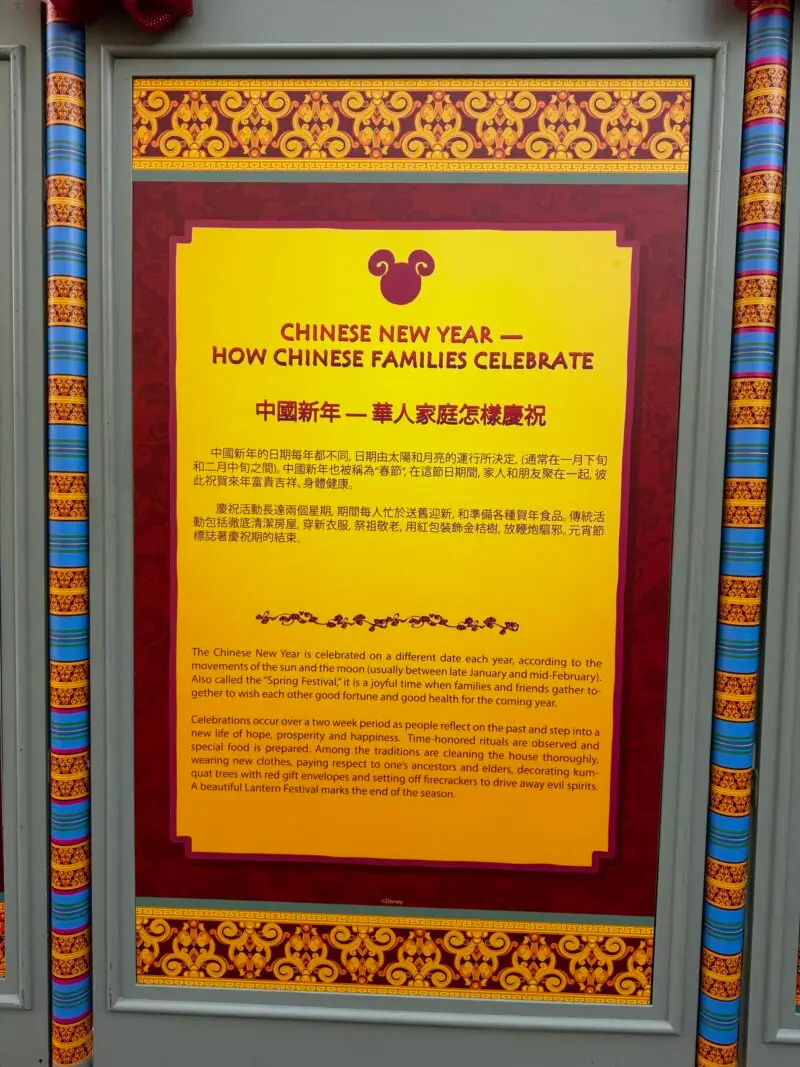 CHINESE NEW YEAR —
HOW CHINESE FAMILIES CELEBRATE
中國新年 — 華人家庭怎樣慶祝
中國新年的日期每年都不同, 日期由太陽和月亮的運行所決定, (通常在一月下旬
和二月中旬之間)。中國新年也被稱為“春節”, 在這節日期間, 家人和朋友聚在一起, 彼
此祝賀來年富貴吉祥、身體健康。
慶祝活動長達兩個星期, 期間每人忙於送舊迎新, 和準備各種賀年食品。傳統活
動包括徹底清潔房屋, 穿新衣服, 祭祖敬老, 用紅包裝飾金桔樹, 放鞭炮驅邪。元宵節
標誌著慶祝期的結束。
The Chinese New Year is celebrated on a different date each year, according to the
movements of the sun and the moon (usually between late January and mid-February).
Also called the “Spring Festival,” it is a joyful time when families and friends gather to-
gether to wish each other good fortune and good health for the coming year.
Celebrations occur over a two week period as people reflect on the past and step into a
new life of hope, prosperity and happiness. Time-honored rituals are observed and
special food is prepared. Among the traditions are cleaning the house thoroughly,
wearing new clothes, paying respect to one’s ancestors and elders, decorating kum-
quat trees with red gift envelopes and setting off firecrackers to drive away evil spirits.
A beautiful Lantern Festival marks the end of the season.
©Disney